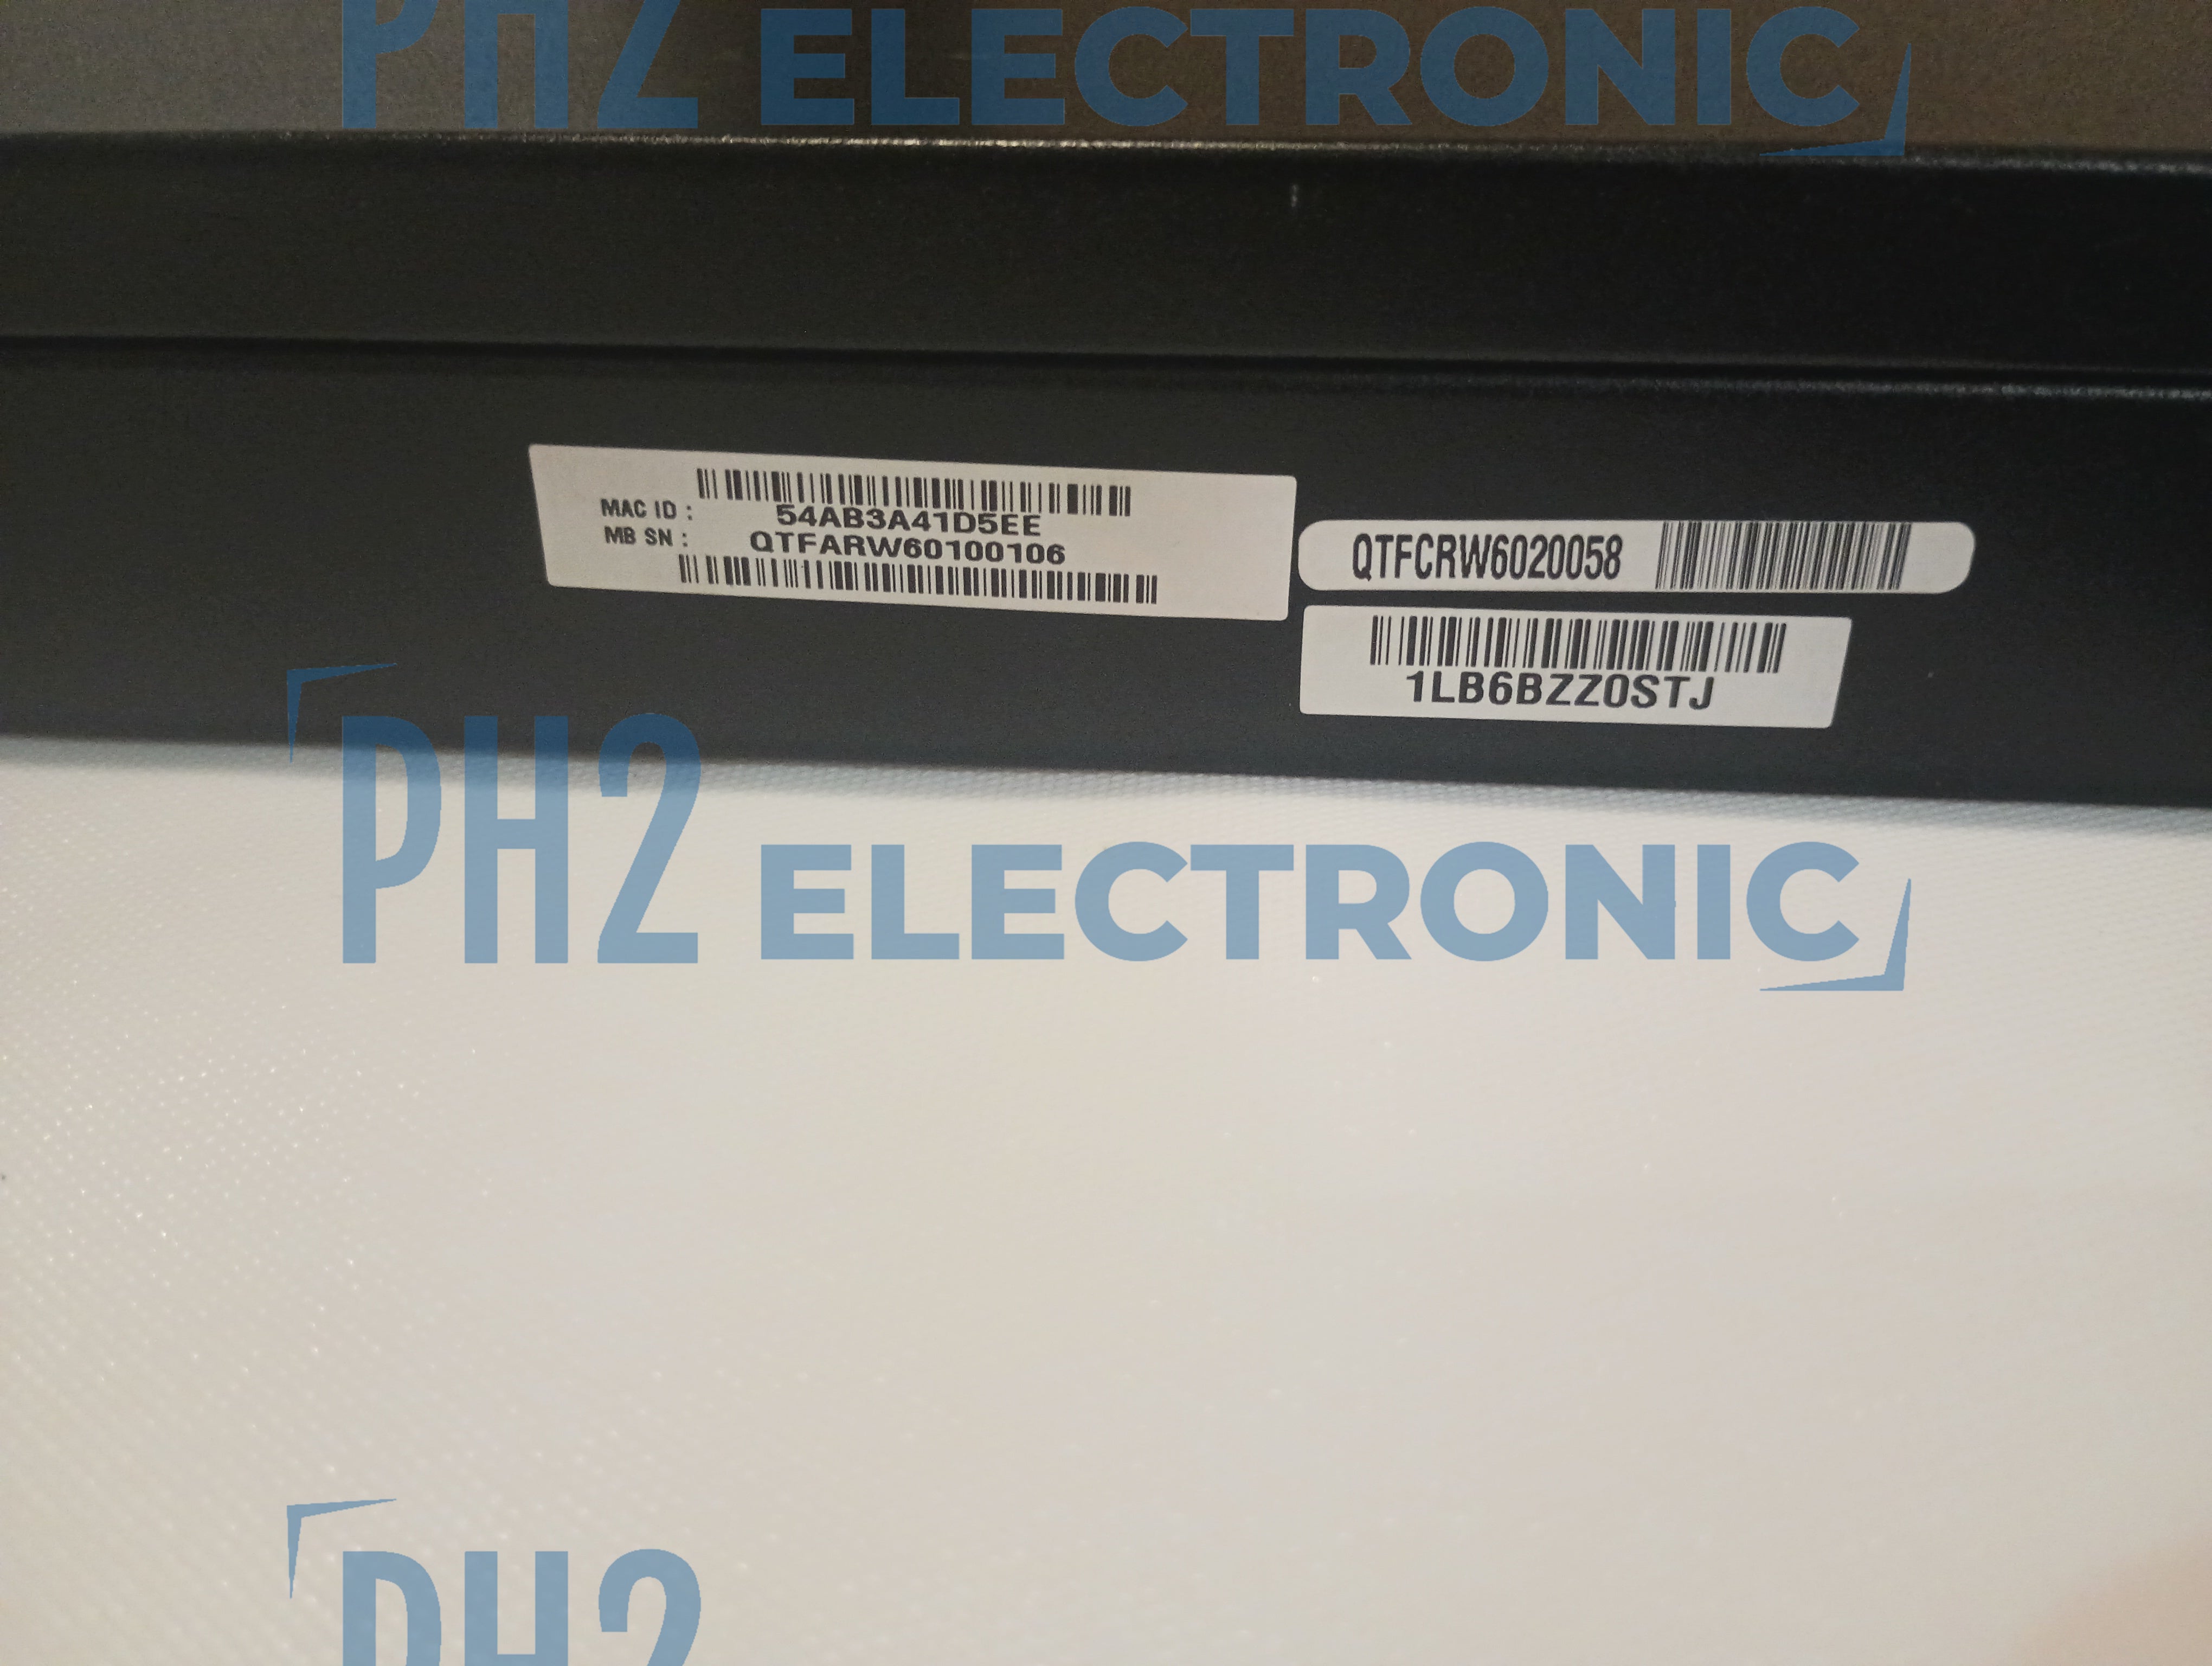 PH2 ELECTRONIC
MAC ID : 54AB3A41D5EE
MB SN : QTFARW60100106
QTFCRW6020058
1LB6BZZ0STJ
PH2 ELECTRONIC
PH2